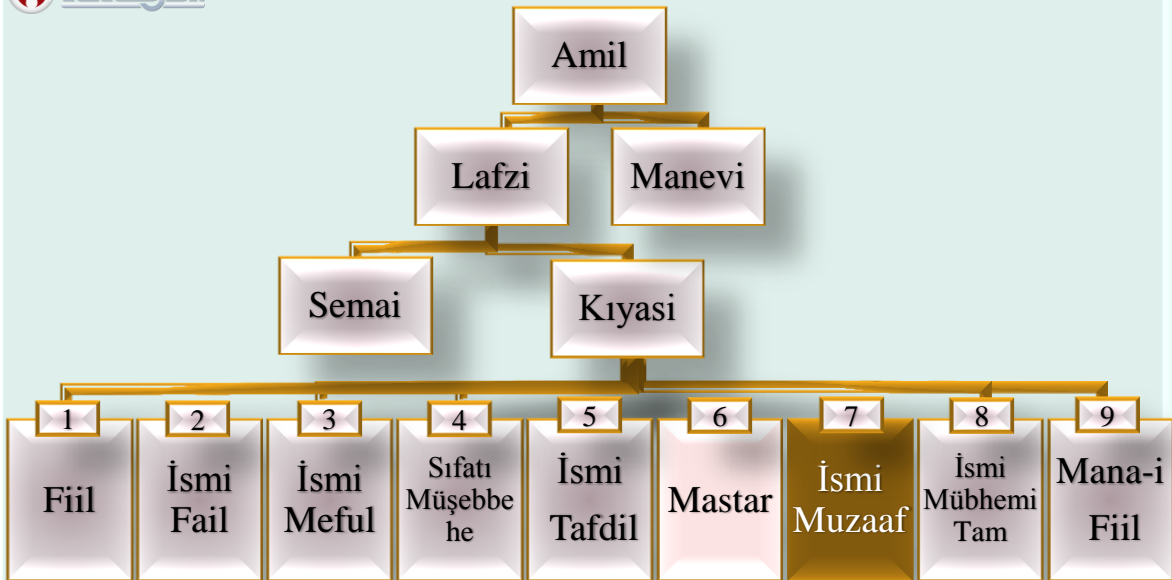 Amil
Lafzi
Manevi
Semai
Kıyasi
1
2
3
4
5
6
7
8
9
Fiil
İsmi
Fail
İsmi
Meful
Sıfatı
Müşebbe
he
İsmi
Tafdil
Mastar
İsmi
Muzaaf
İsmi
Mübhemi
Tam
Mana-i
Fiil